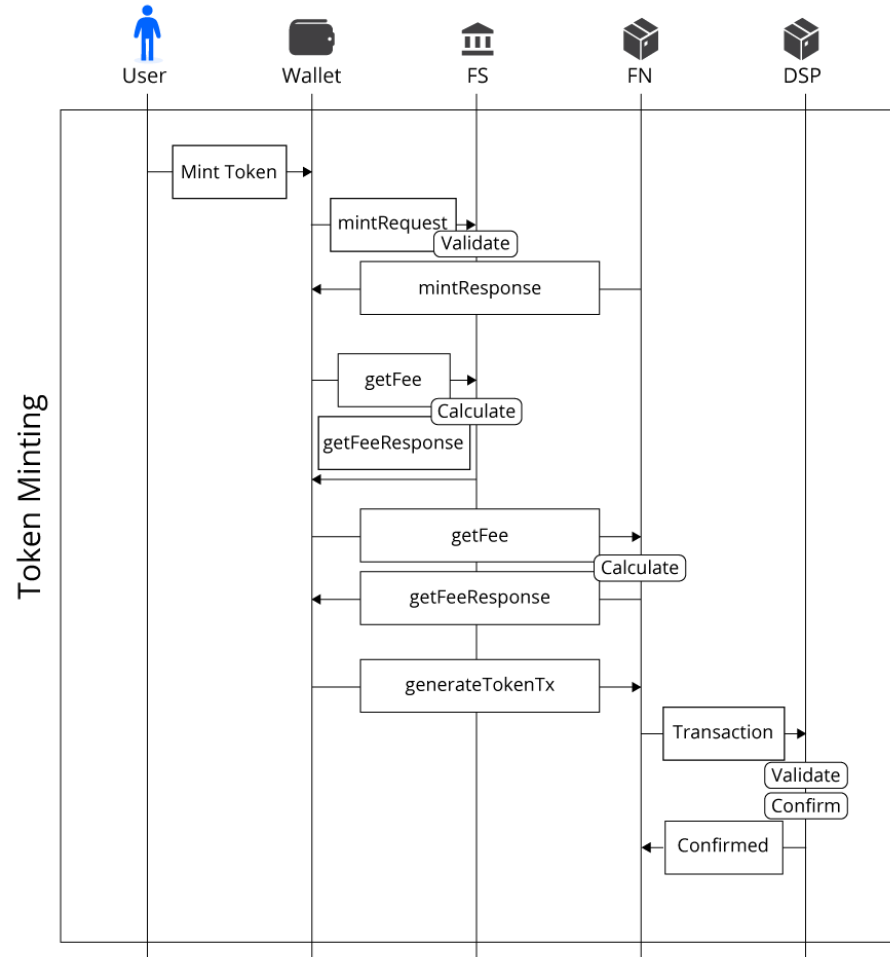 User
Wallet
FS
FN
DSP
Token Minting
Mint Token
mintRequest
Validate
mintResponse
getFee
Calculate
getFeeResponse
getFee
Calculate
getFeeResponse
generateTokenTx
Transaction
Validate
Confirm
Confirmed